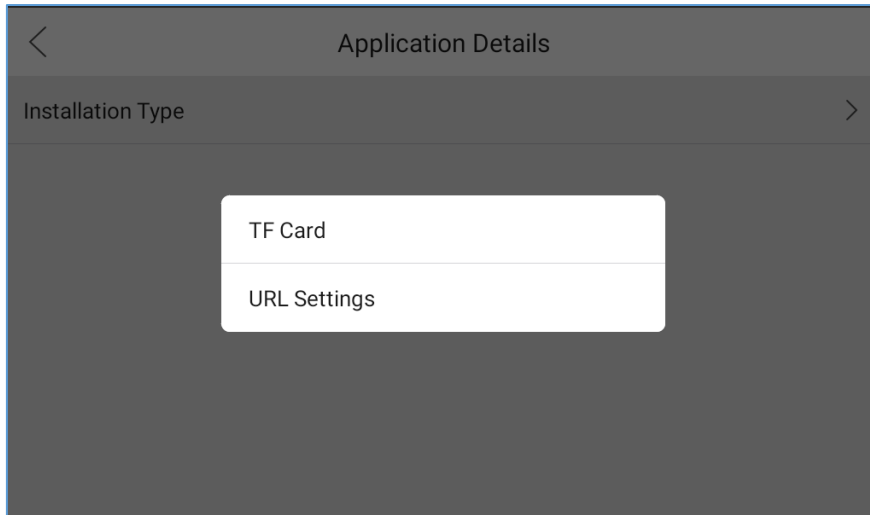 Application Details
Installation Type
TF Card
URL Settings